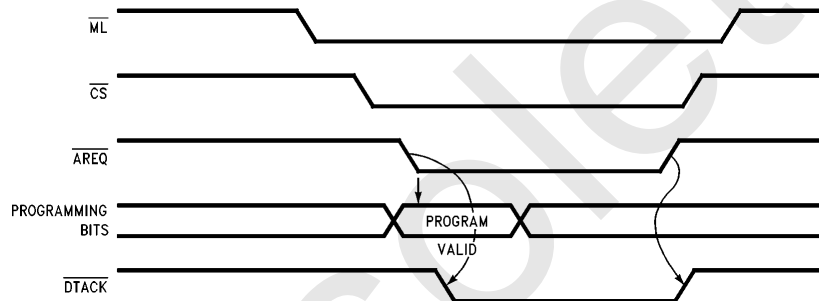 ML
CS
AREQ
PROGRAMMING
BITS
PROGRAM
VALID
DTACK